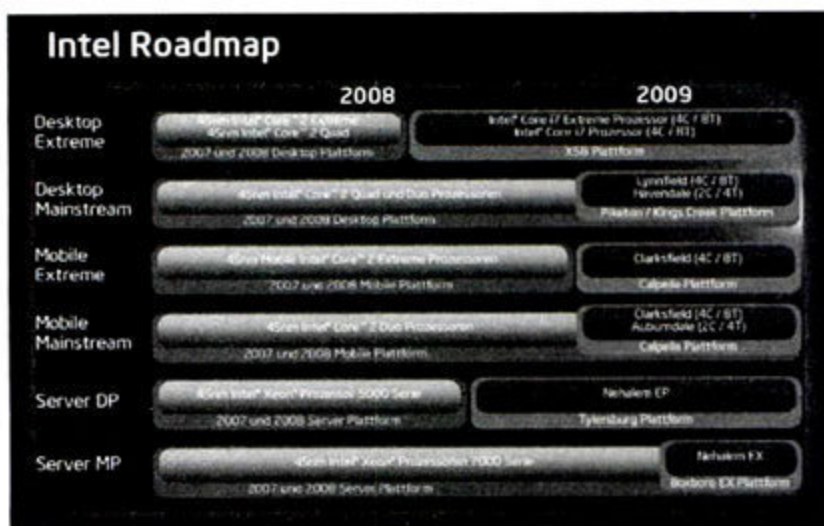 Intel Roadmap
2008
2009
Desktop
Extreme
45nm Intel® Core™ 2 Extreme
45nm Intel® Core™ 2 Quad
2007 und 2008 Desktop Plattform
Intel® Core i7 Extreme Prozessor (4C / 8T)
Intel® Core i7 Prozessor (4C / 8T)
X58 Plattform
Desktop
Mainstream
45nm Intel® Core™ 2 Quad und Duo Prozessoren
2007 und 2008 Desktop Plattform
Lynnfield (4C / 8T)
Havendale (2C / 4T)
/ Kings Creek Plattform
Mobile
Extreme
45nm Mobile Intel® Core™ 2 Extreme Prozessoren
2007 und 2008 Mobile Plattform
Clarksfield (4C / 8T)
Calpella Plattform
Mobile
Mainstream
45nm Intel® Core™ 2 Duo Prozessoren
2007 und 2008 Mobile Plattform
Clarksfield (4C / 8T)
Auburndale (2C / 4T)
Calpella Plattform
Server DP
45nm Intel® Xeon® Prozessor 5000 Serie
2007 und 2008 Server Plattform
Nehalem EP
Tylersburg Plattform
Server MP
45nm Intel® Xeon® Prozessoren 7000 Serie
2007 und 2008 Server Plattform
Nehalem EX
Boxboro EX Plattform